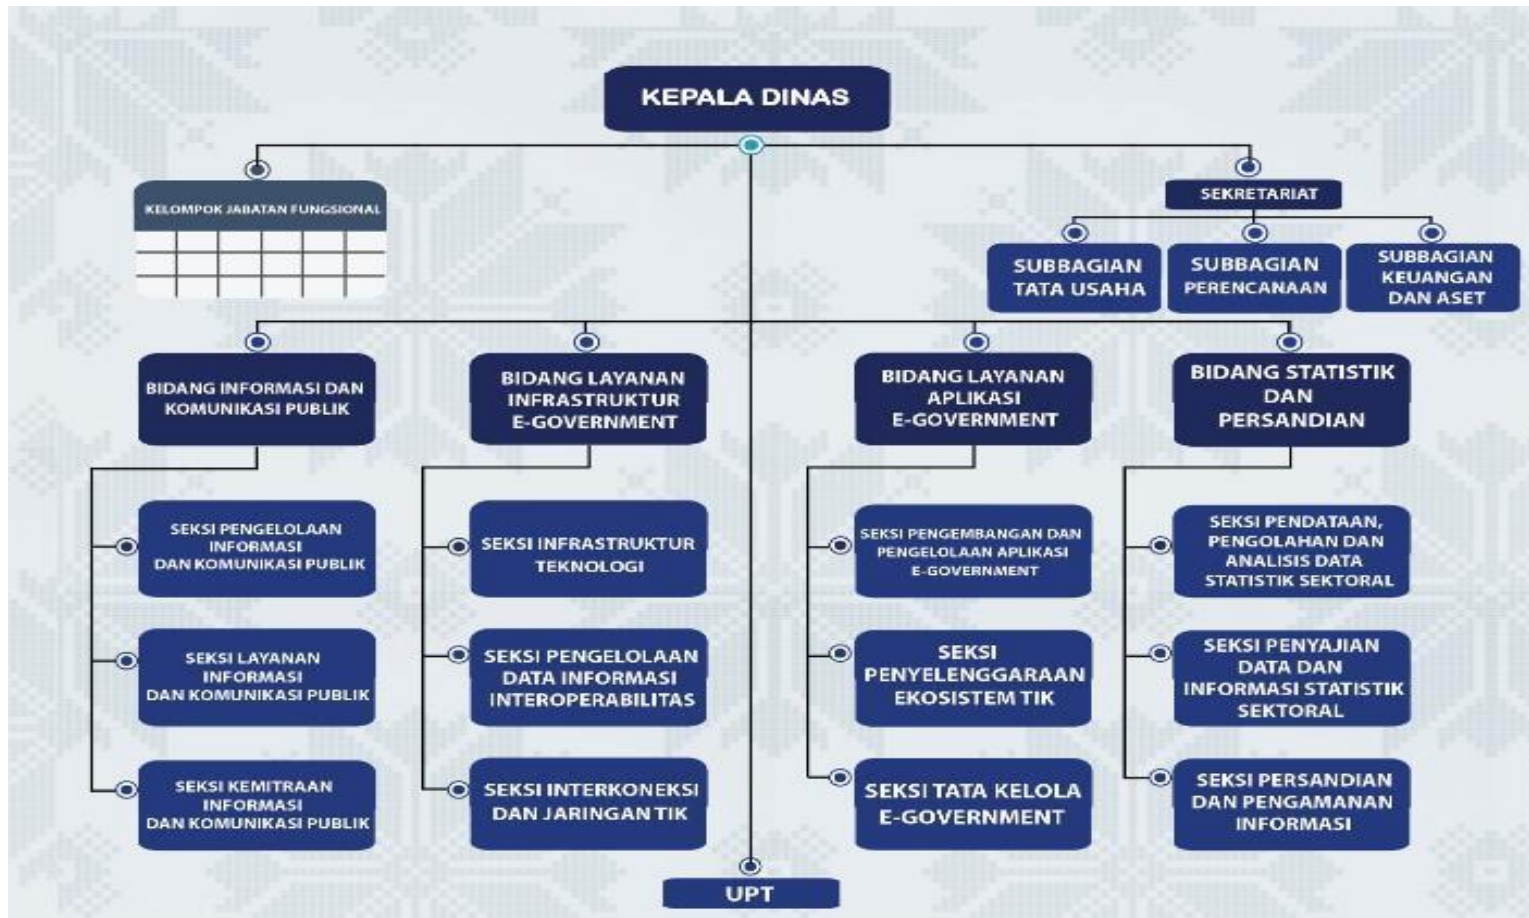 KEPALA DINAS
KELOMPOK JABATAN FUNGSIONAL
SEKRETARIAT
SUBBAGIAN
TATA USAHA
SUBBAGIAN
PERENCANAAN
SUBBAGIAN
KEUANGAN
DAN ASET
BIDANG INFORMASI DAN
KOMUNIKASI PUBLIK
BIDANG LAYANAN
INFRASTRUKTUR
E-GOVERNMENT
BIDANG LAYANAN
APLIKASI
E-GOVERNMENT
BIDANG STATISTIK
DAN
PERSANDIAN
SEKSI PENGELOLAAN
INFORMASI
DAN KOMUNIKASI PUBLIK
SEKSI INFRASTRUKTUR
TEKNOLOGI
SEKSI PENGEMBANGAN DAN
PENGELOLAAN APLIKASI
E-GOVERNMENT
SEKSI PENDATAAN,
PENGOLAHAN DAN
ANALISIS DATA
STATISTIK SEKTORAL
SEKSI LAYANAN
INFORMASI
DAN KOMUNIKASI PUBLIK
SEKSI PENGELOLAAN
DATA INFORMASI
INTEROPERABILITAS
SEKSI
PENYELENGGARAAN
EKOSISTEM TIK
SEKSI PENYAJIAN
DATA DAN
INFORMASI STATISTIK
SEKTORAL
SEKSI KEMITRAAN
INFORMASI
DAN KOMUNIKASI PUBLIK
SEKSI INTERKONEKSI
DAN JARINGAN TIK
SEKSI TATA KELOLA
E-GOVERNMENT
SEKSI PERSANDIAN
DAN PENGAMANAN
INFORMASI
UPT